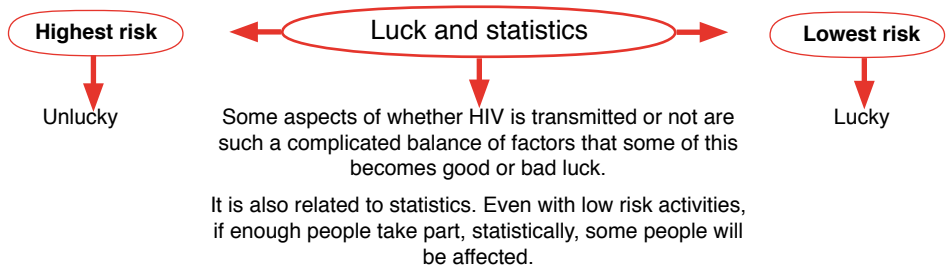 Highest risk
Luck and statistics
Lowest risk
Unlucky
Some aspects of whether HIV is transmitted or not are
such a complicated balance of factors that some of this
becomes good or bad luck.
It is also related to statistics. Even with low risk activities,
if enough people take part, statistically, some people will
be affected.
Lucky